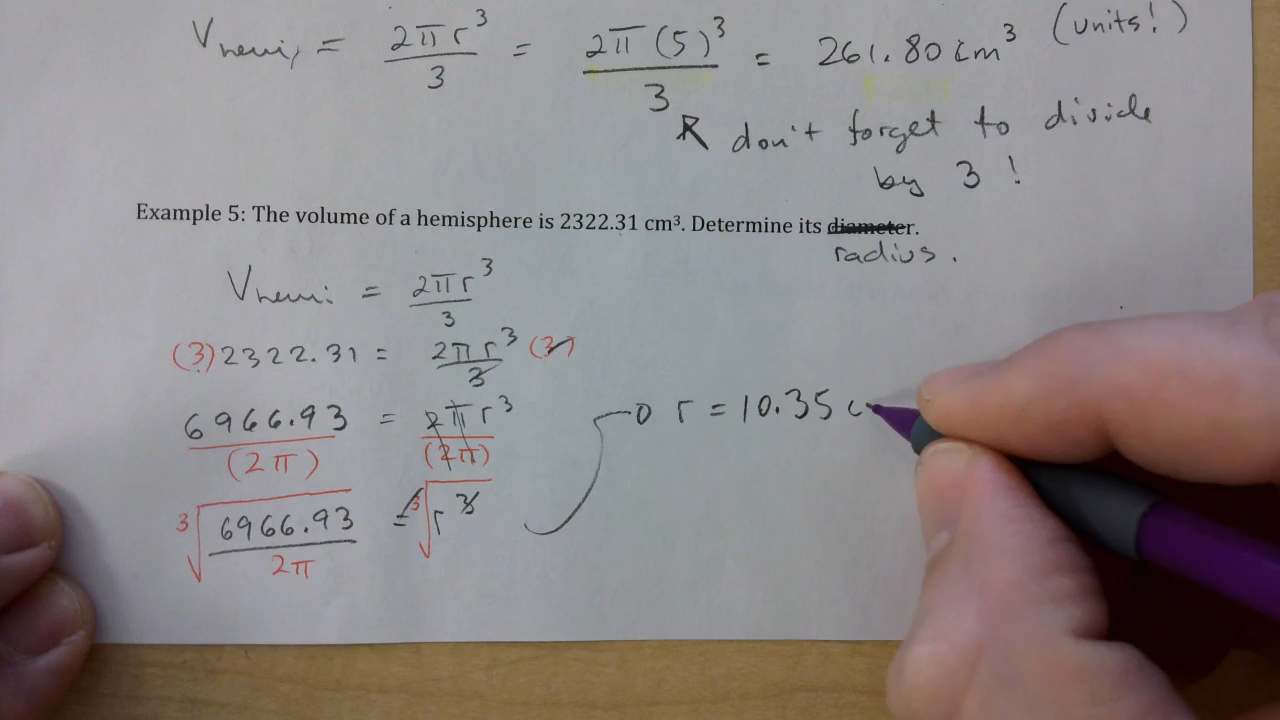 Vhemi, = 2πr³/3 = 2π(5)³/3 = 261.80 cm³ (units!)
don't forget to divide
by 3 !
Example 5: The volume of a hemisphere is 2322.31 cm³. Determine its diameter.
radius.
Vhemi = 2πr³/3
(3) 2322.31 = 2πr³/3 (3)
6966.93/(2π) = 2πr³/(2π)
r = 10.35 c
³√(6966.93/2π) = ³√r³